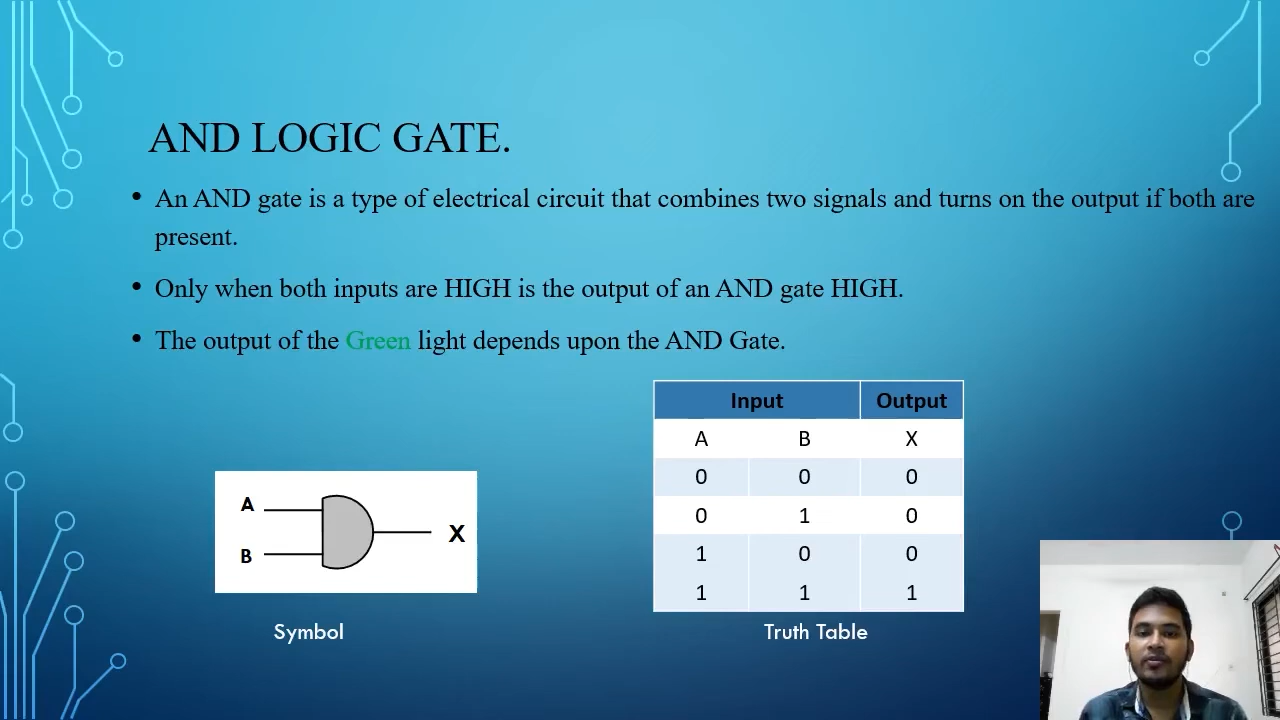 AND LOGIC GATE.
• An AND gate is a type of electrical circuit that combines two signals and turns on the output if both are
present.
• Only when both inputs are HIGH is the output of an AND gate HIGH.
• The output of the Green light depends upon the AND Gate.
Input Output
A B X
0 0 0
0 1 0
1 0 0
1 1 1
A
B
X
Symbol
Truth Table